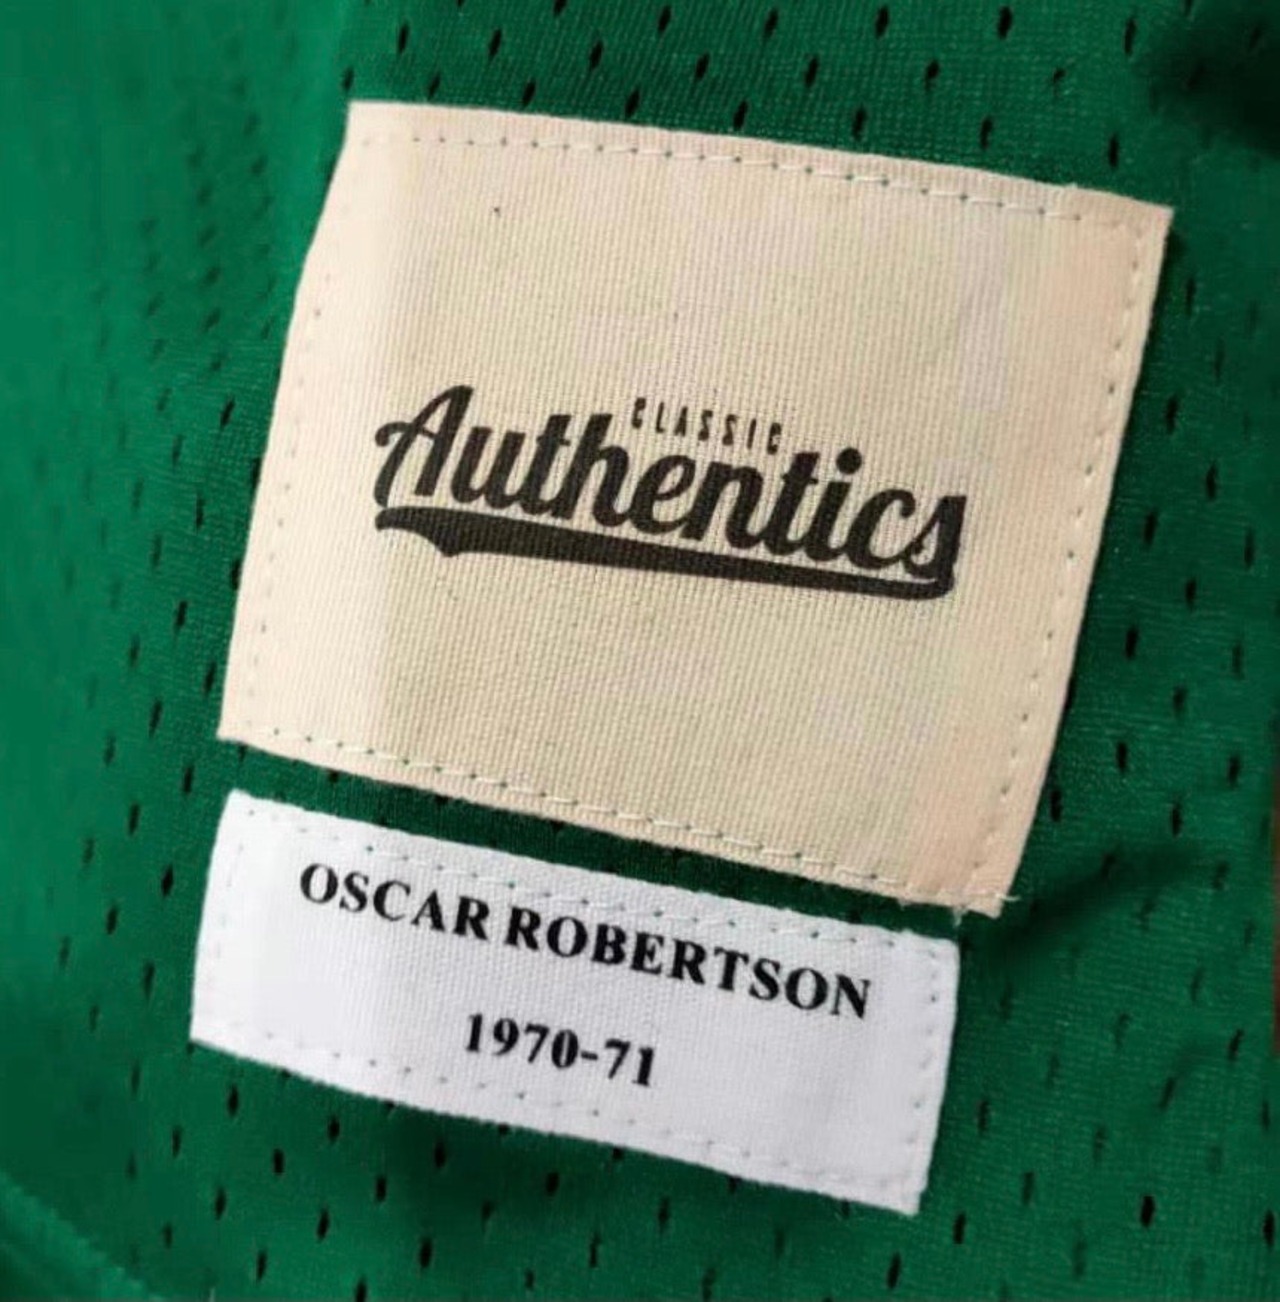 CLASSIC
Authentics
OSCAR ROBERTSON
1970-71